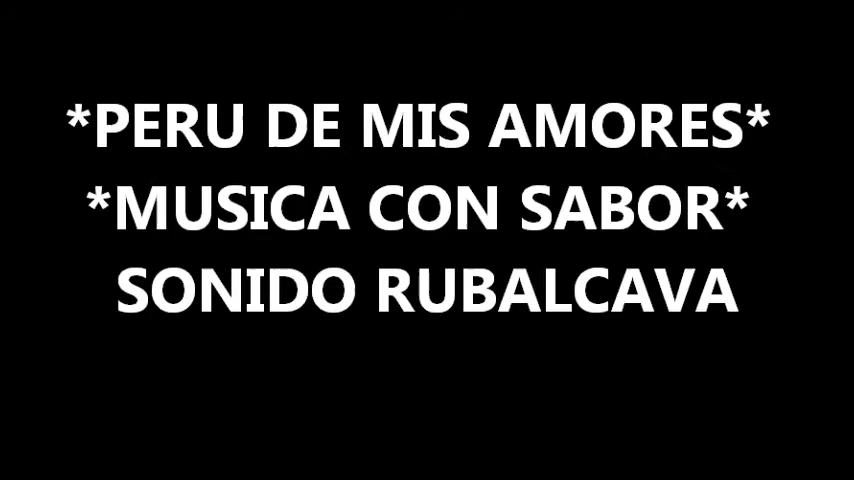 *PERU DE MIS AMORES*
*MUSICA CON SABOR*
SONIDO RUBALCAVA